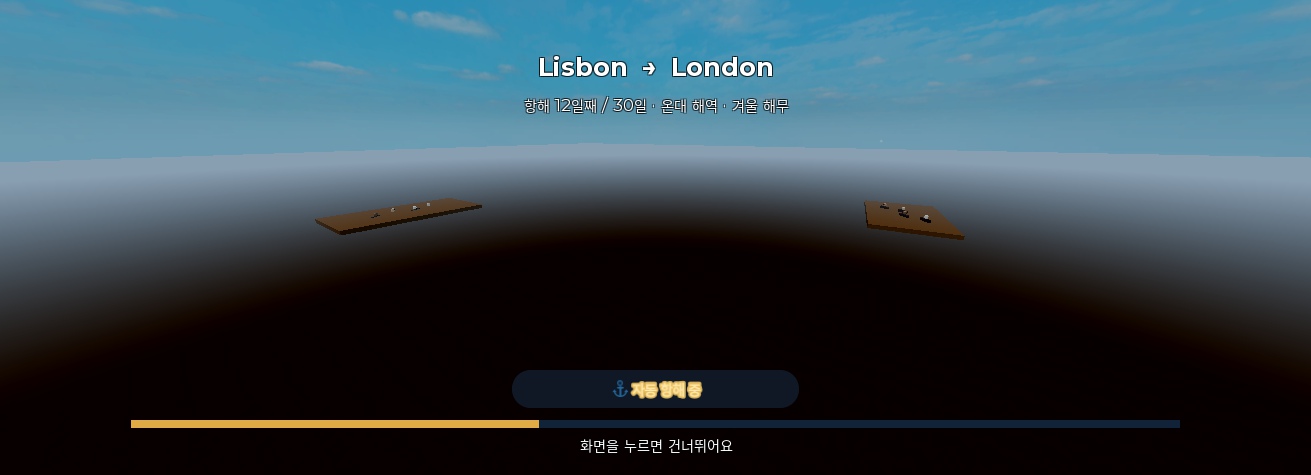 Lisbon → London
항해 12일째 / 30일 · 온대 해역 · 겨울 해무
⚓ 자동 항해 중
화면을 누르면 건너뛰어요